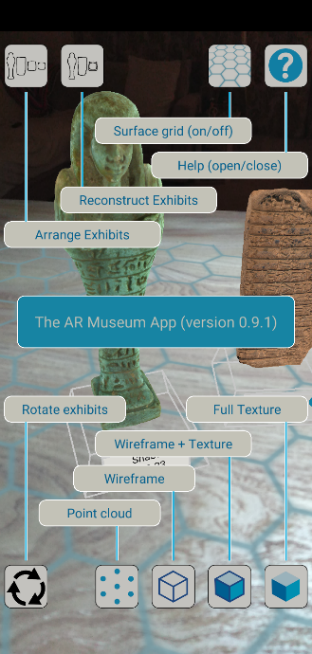 Surface grid (on/off)
Help (open/close)
Reconstruct Exhibits
Arrange Exhibits
The AR Museum App (version 0.9.1)
Rotate exhibits
Full Texture
Wireframe + Texture
Wireframe
Point cloud